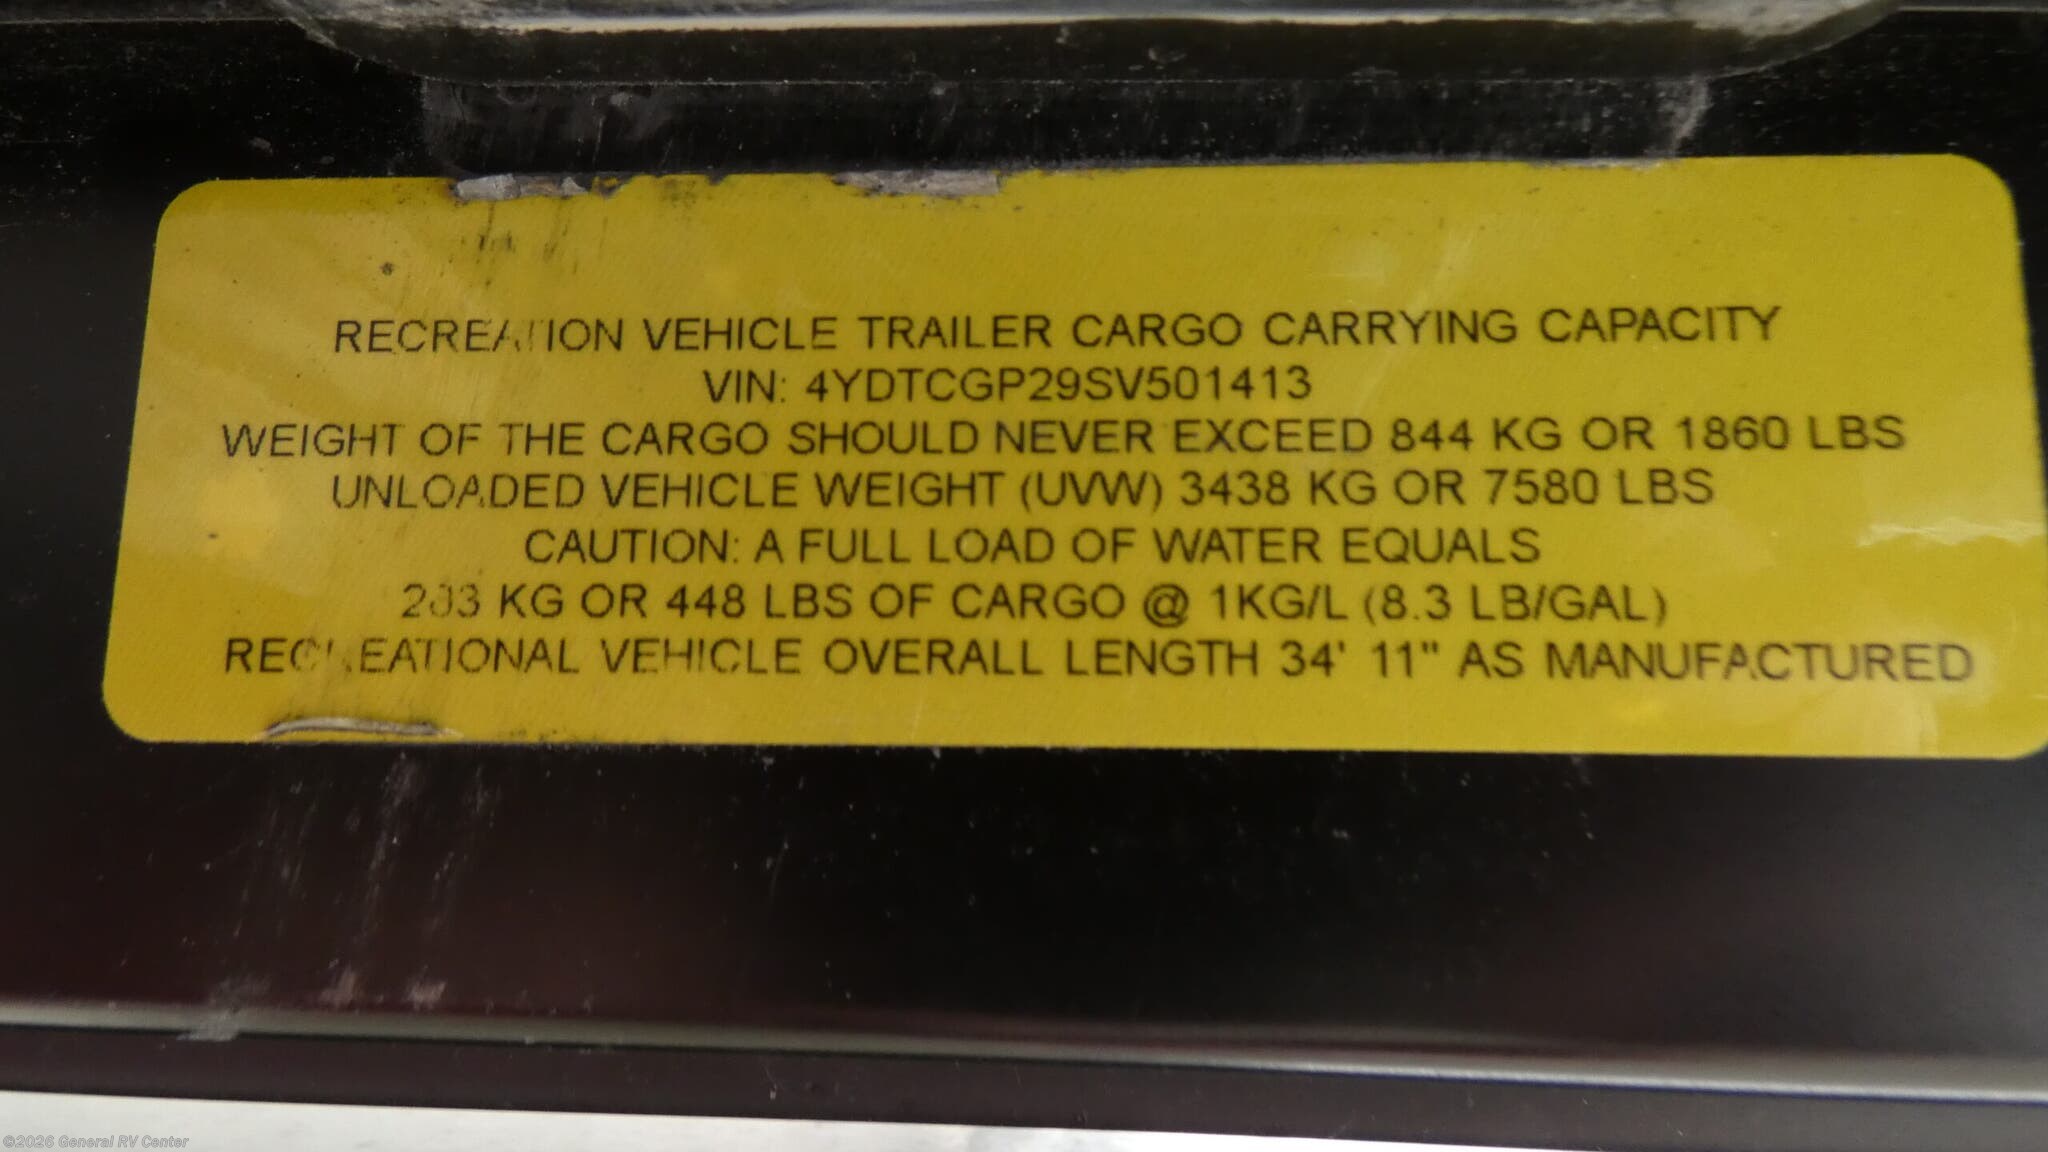 RECREATION VEHICLE TRAILER CARGO CARRYING CAPACITY
VIN: 4YDTCGP29SV501413
WEIGHT OF THE CARGO SHOULD NEVER EXCEED 844 KG OR 1860 LBS
UNLOADED VEHICLE WEIGHT (UVW) 3438 KG OR 7580 LBS
CAUTION: A FULL LOAD OF WATER EQUALS
203 KG OR 448 LBS OF CARGO @ 1KG/L (8.3 LB/GAL)
RECREATIONAL VEHICLE OVERALL LENGTH 34' 11" AS MANUFACTURED
©2026 General RV Center